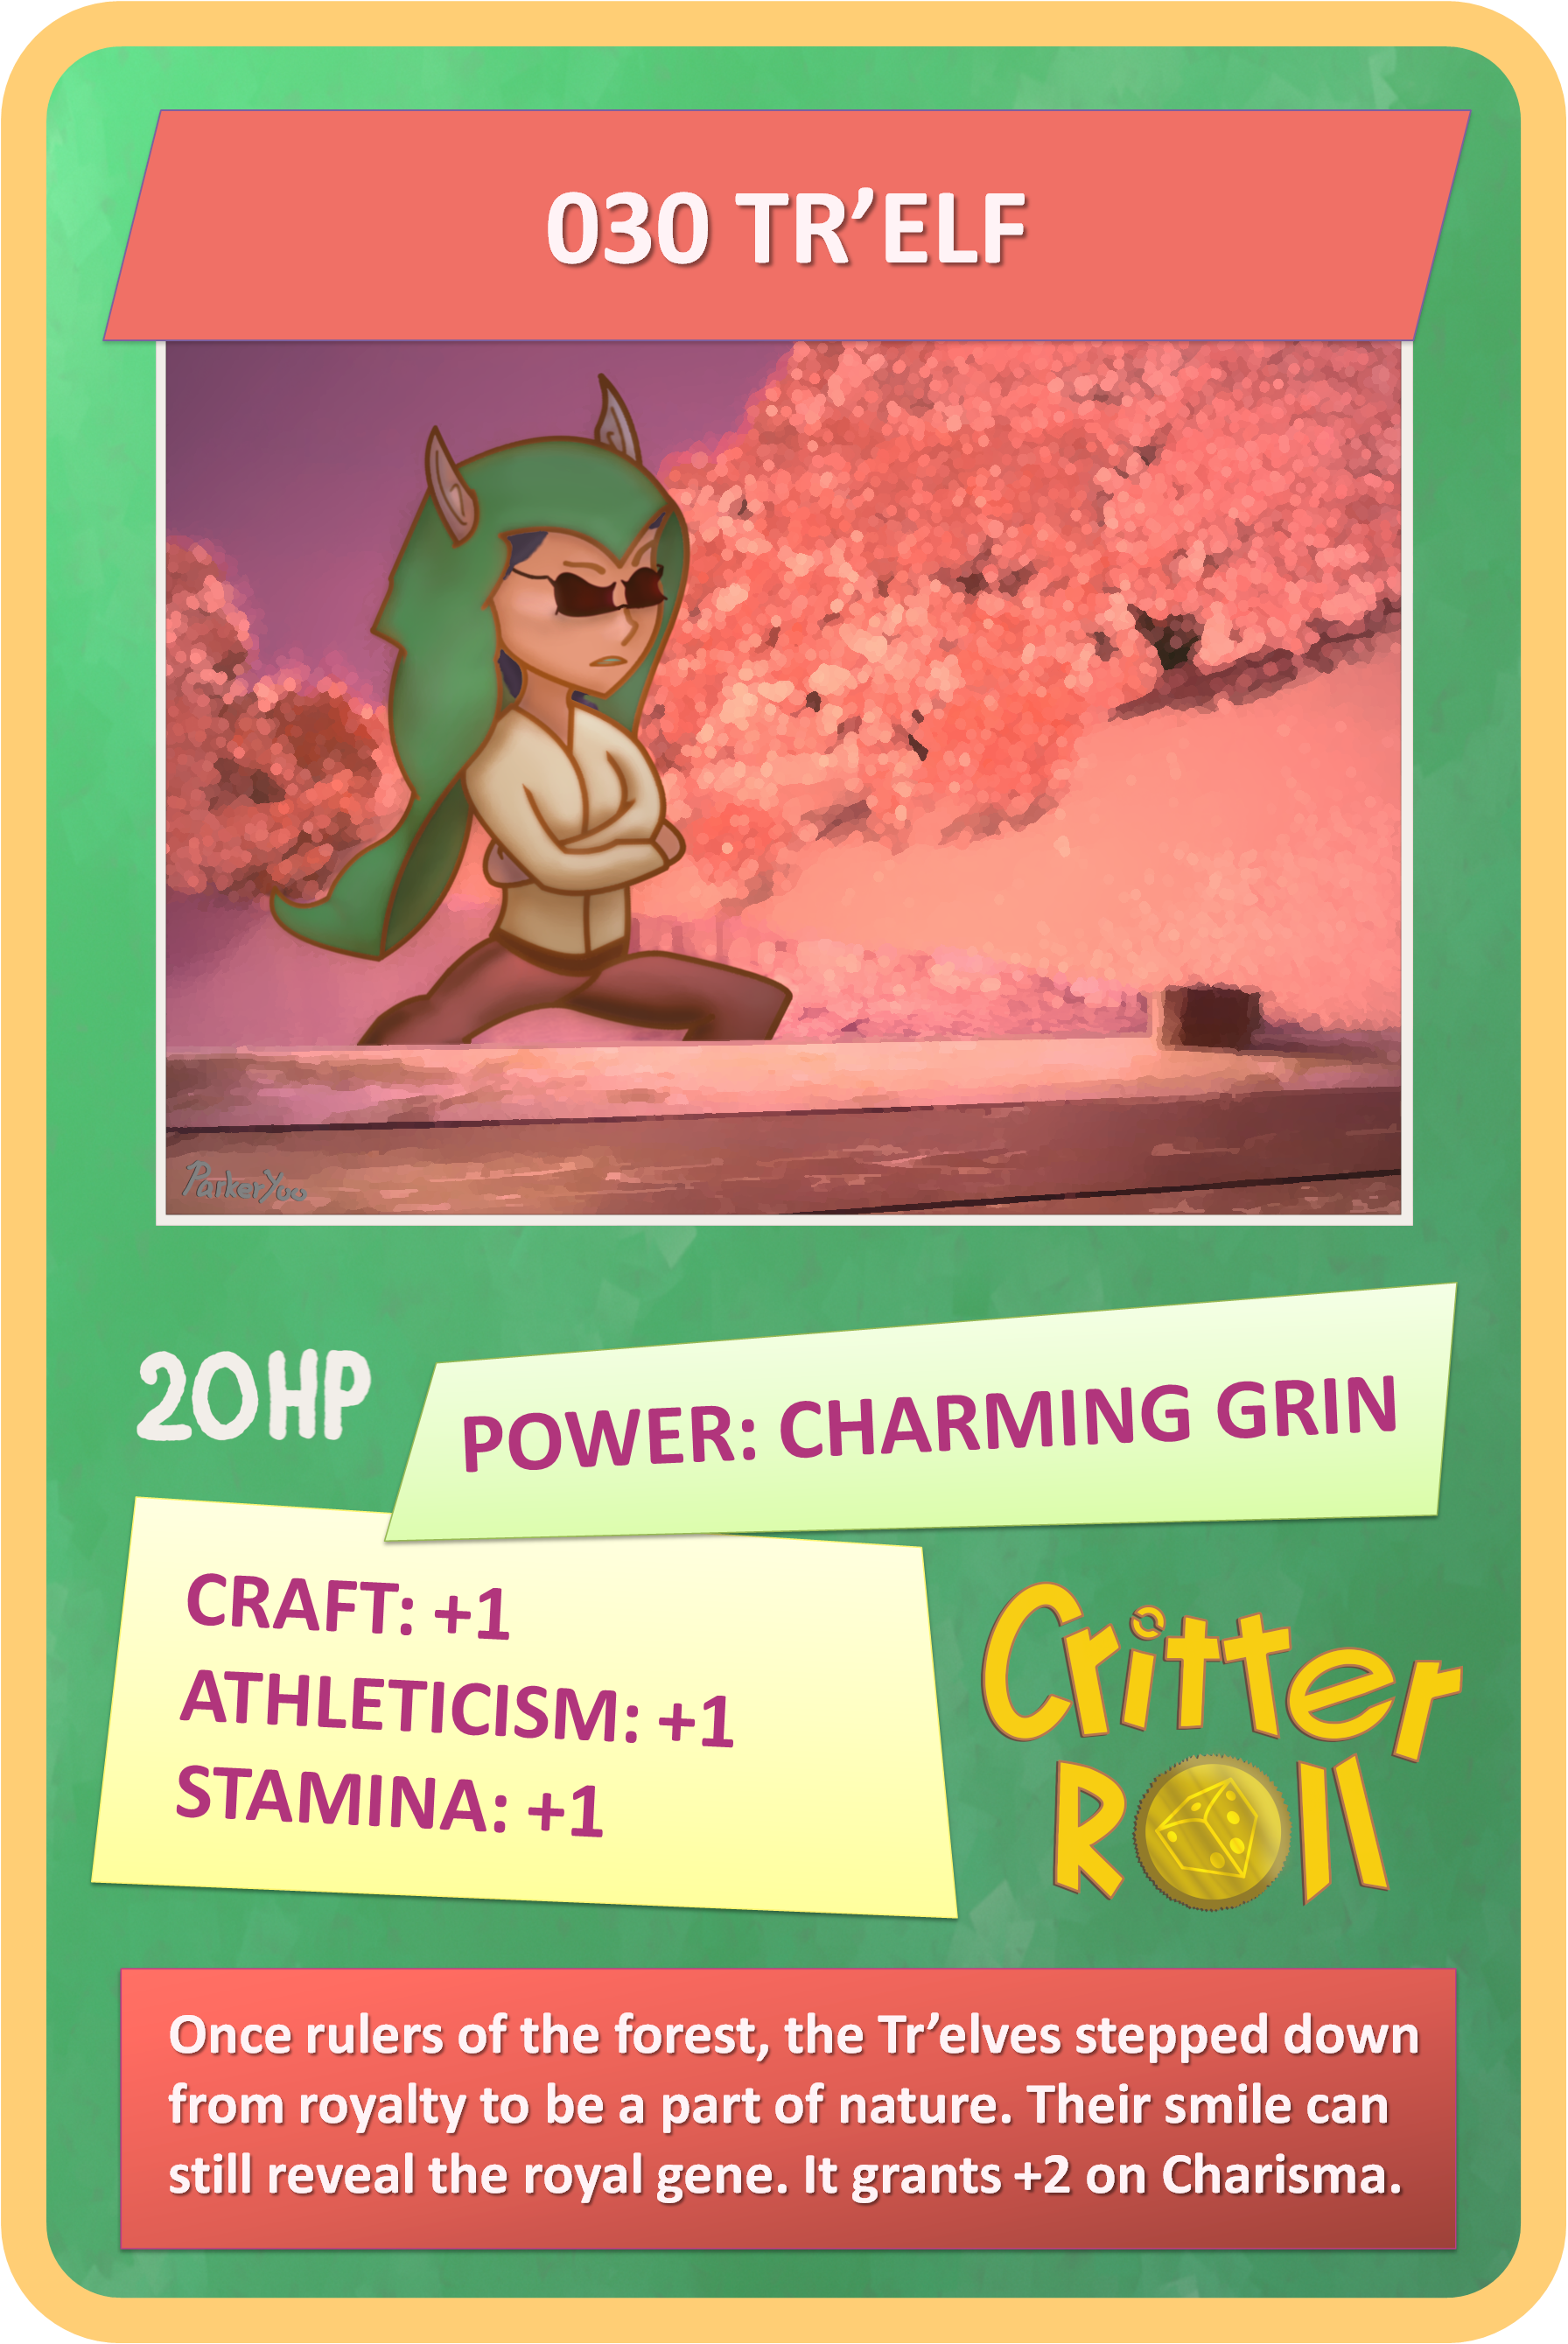 030 TR’ELF
ParkerYuu
20HP
POWER: CHARMING GRIN
CRAFT: +1
ATHLETICISM: +1
STAMINA: +1
Critter
Roll
Once rulers of the forest, the Tr’elves stepped down
from royalty to be a part of nature. Their smile can
still reveal the royal gene. It grants +2 on Charisma.